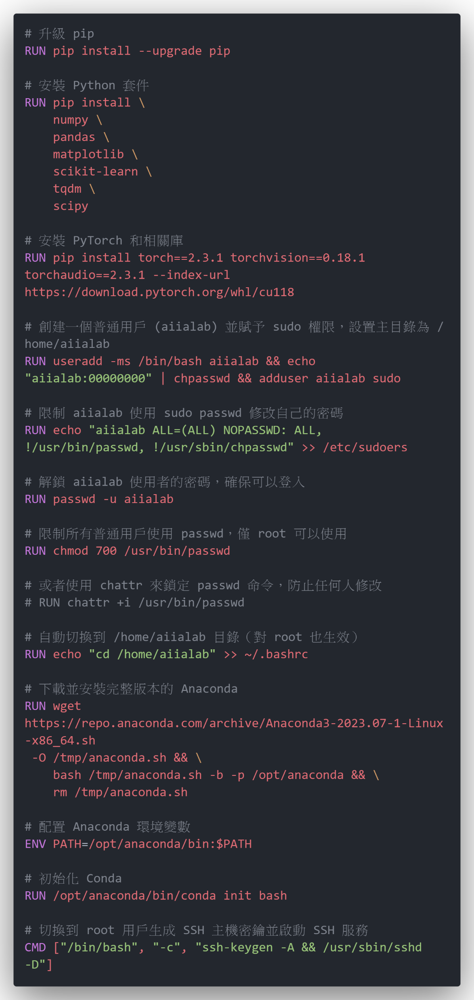 # 升級 pip
RUN pip install --upgrade pip
# 安裝 Python 套件
RUN pip install \
numpy \
pandas \
matplotlib \
scikit-learn \
tqdm \
scipy
# 安裝 PyTorch 和相關庫
RUN pip install torch==2.3.1 torchvision==0.18.1
torchaudio==2.3.1 --index-url
https://download.pytorch.org/whl/cu118
# 創建一個普通用戶 (aiialab) 並賦予 sudo 權限，設置主目錄為 /
home/aiialab
RUN useradd -ms /bin/bash aiialab && echo
"aiialab:00000000" | chpasswd && adduser aiialab sudo
# 限制 aiialab 使用 sudo passwd 修改自己的密碼
RUN echo "aiialab ALL=(ALL) NOPASSWD: ALL,
!/usr/bin/passwd, !/usr/sbin/chpasswd" >> /etc/sudoers
# 解鎖 aiialab 使用者的密碼，確保可以登入
RUN passwd -u aiialab
# 限制所有普通用戶使用 passwd，僅 root 可以使用
RUN chmod 700 /usr/bin/passwd
# 或者使用 chattr 來鎖定 passwd 命令，防止任何人修改
# RUN chattr +i /usr/bin/passwd
# 自動切換到 /home/aiialab 目錄（對 root 也生效）
RUN echo "cd /home/aiialab" >> ~/.bashrc
# 下載並安裝完整版本的 Anaconda
RUN wget
https://repo.anaconda.com/archive/Anaconda3-2023.07-1-Linux
-x86_64.sh
-O /tmp/anaconda.sh && \
bash /tmp/anaconda.sh -b -p /opt/anaconda && \
rm /tmp/anaconda.sh
# 配置 Anaconda 環境變數
ENV PATH=/opt/anaconda/bin:$PATH
# 初始化 Conda
RUN /opt/anaconda/bin/conda init bash
# 切換到 root 用戶生成 SSH 主機密鑰並啟動 SSH 服務
CMD ["/bin/bash", "-c", "ssh-keygen -A && /usr/sbin/sshd
-D"]